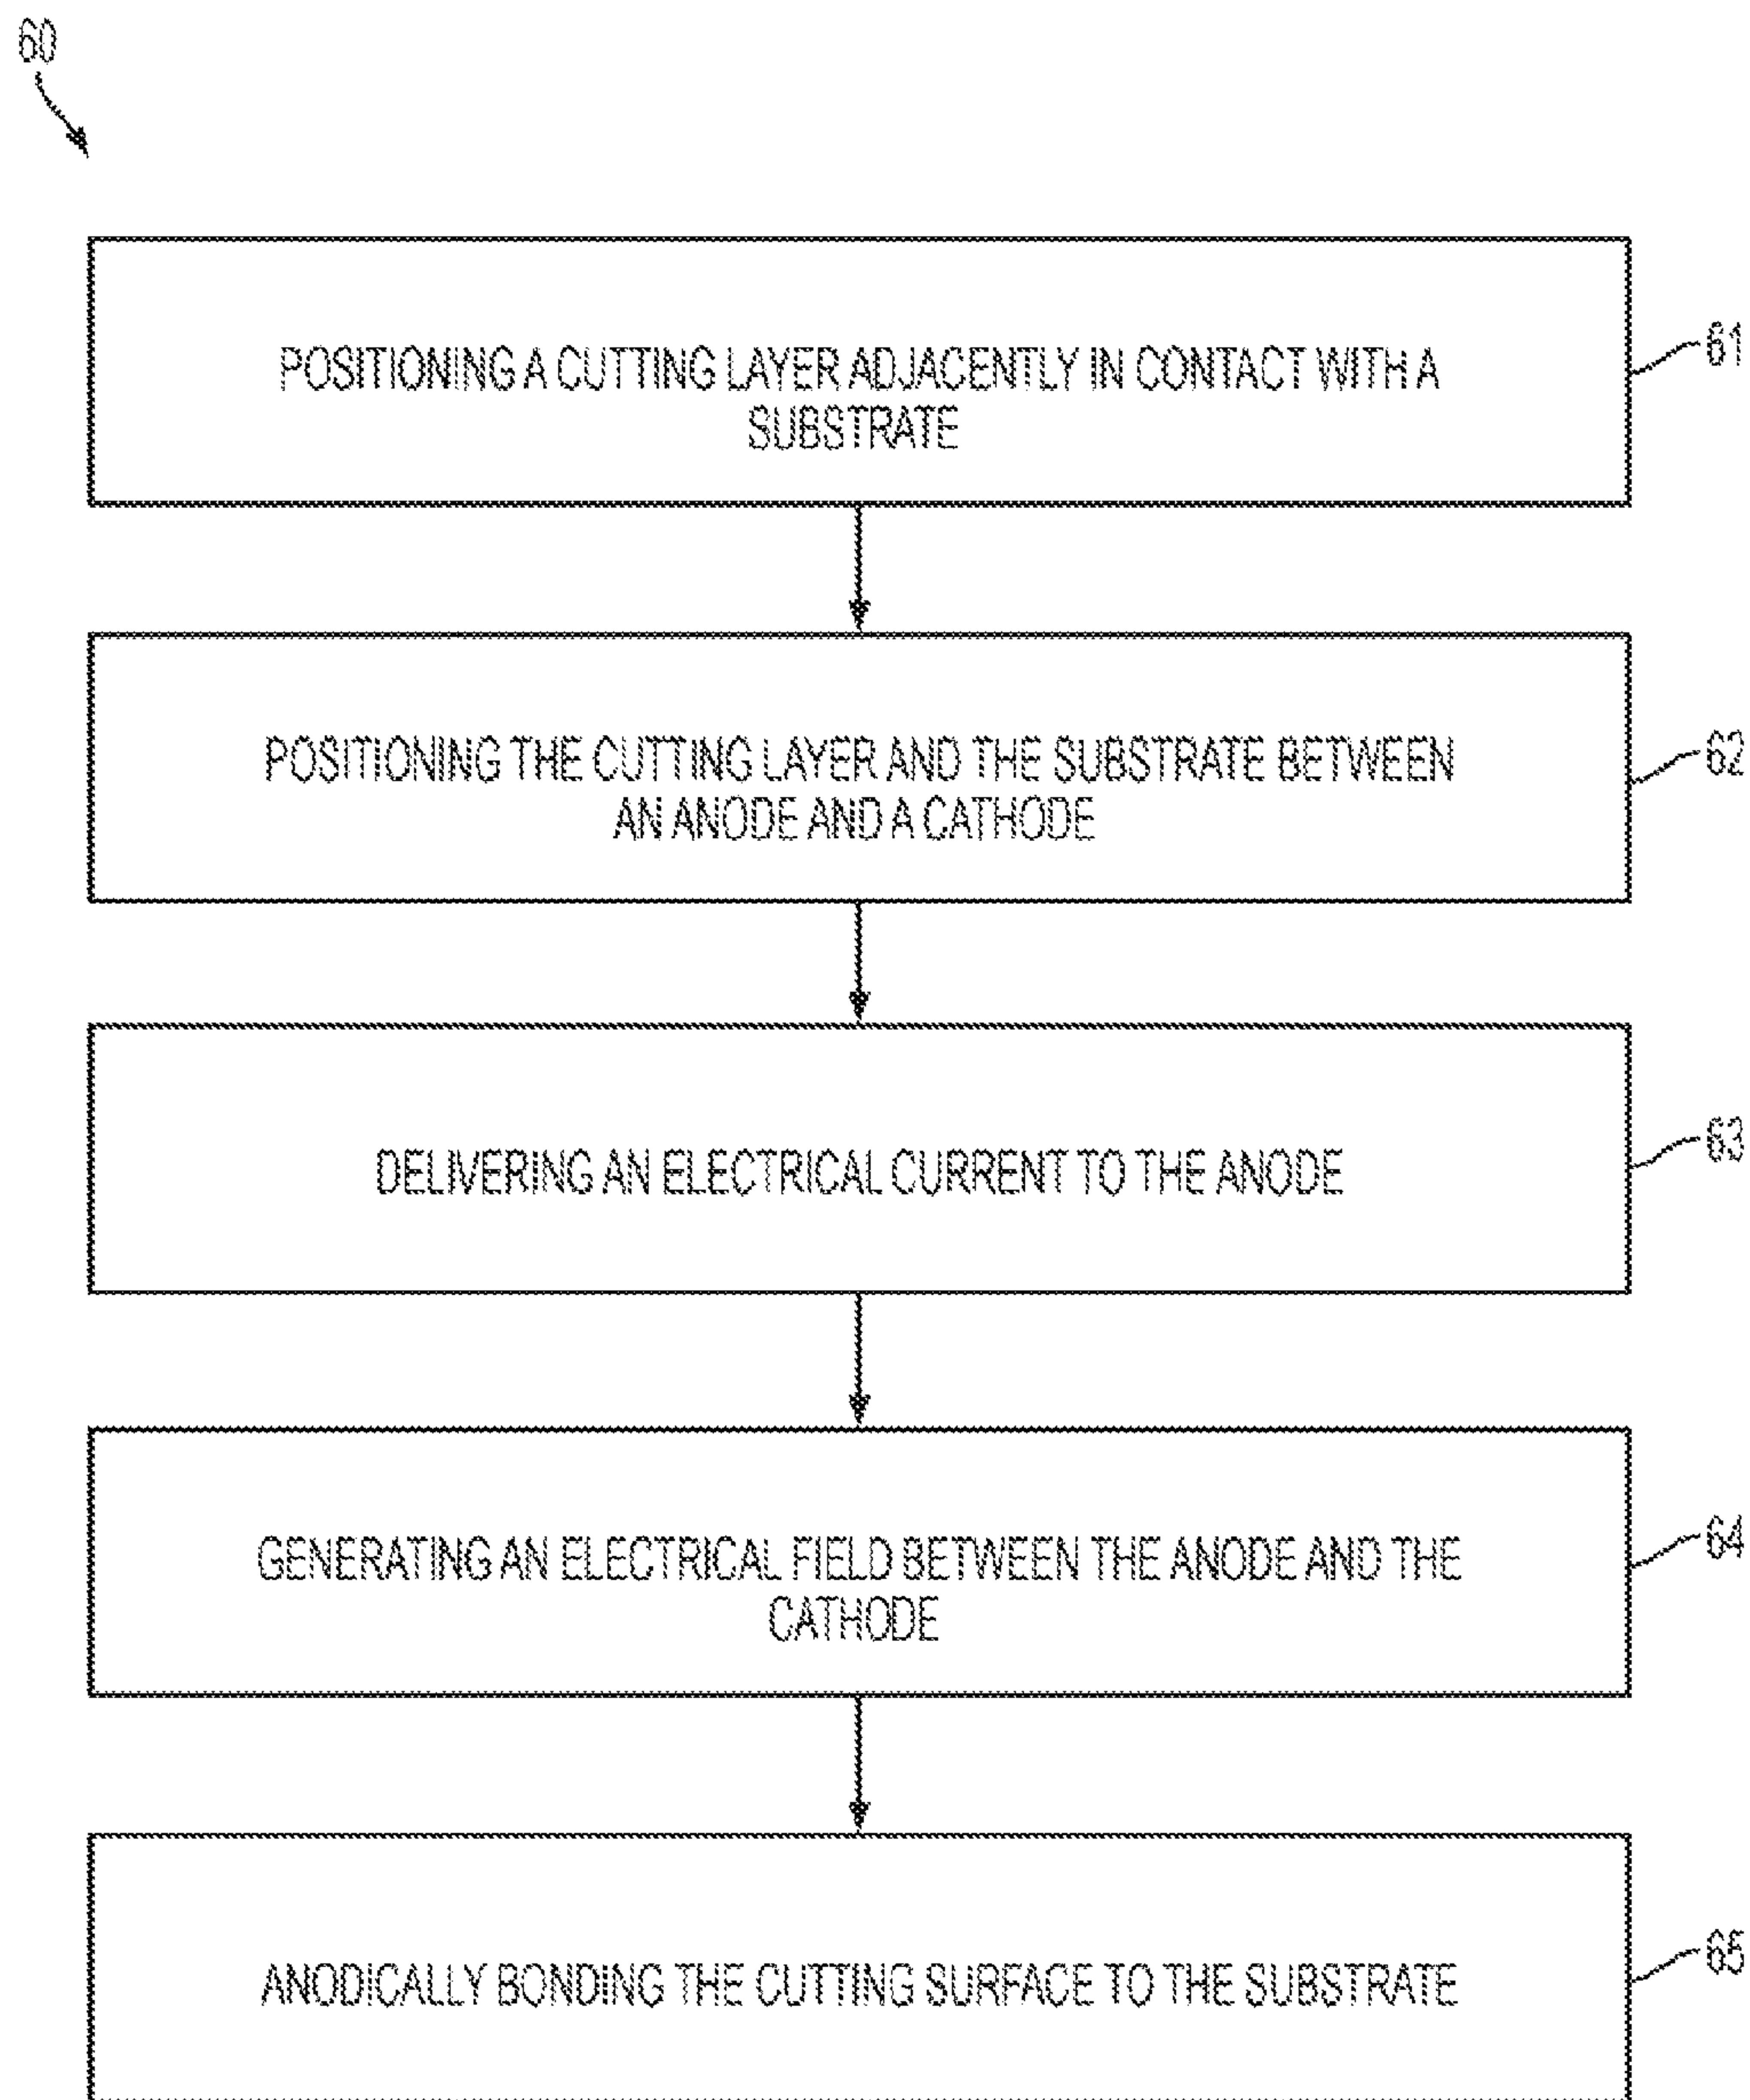 60
POSITIONING A CUTTING LAYER ADJACENTLY IN CONTACT WITH A
SUBSTRATE
61
POSITIONING THE CUTTING LAYER AND THE SUBSTRATE BETWEEN
AN ANODE AND A CATHODE
62
DELIVERING AN ELECTRICAL CURRENT TO THE ANODE
63
GENERATING AN ELECTRICAL FIELD BETWEEN THE ANODE AND THE
CATHODE
64
ANODICALLY BONDING THE CUTTING SURFACE TO THE SUBSTRATE
65